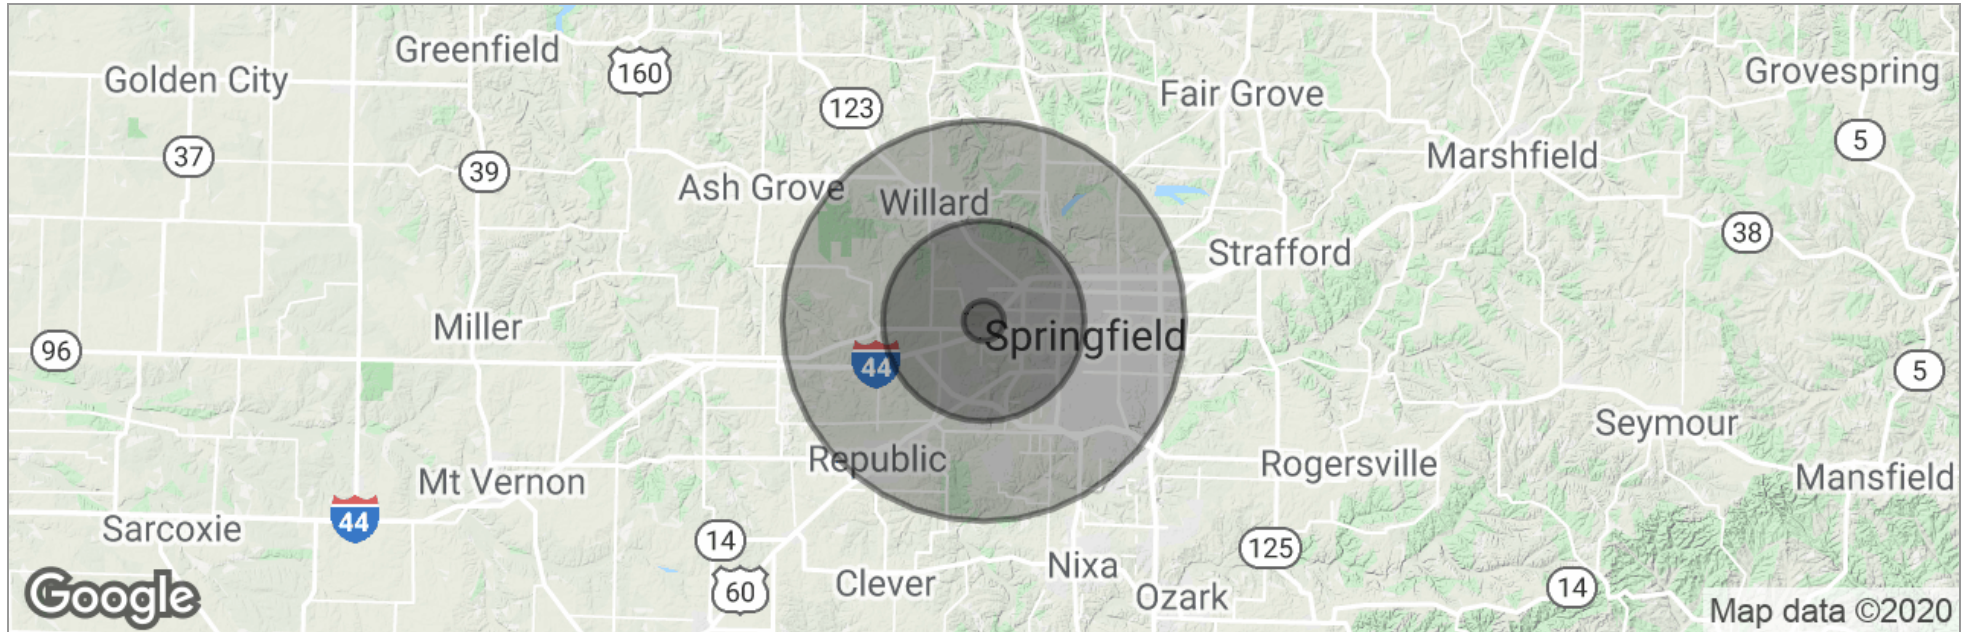 Greenfield
Golden City
160
Grovespring
Fair Grove
123
5
37
39
Marshfield
Ash Grove
Willard
38
Strafford
Miller
Springfield
96
44
5
Seymour
Republic
Rogersville
Mt Vernon
Mansfield
44
Sarcoxie
14
125
Nixa
Clever
60
14
Ozark
Google
Map data ©2020